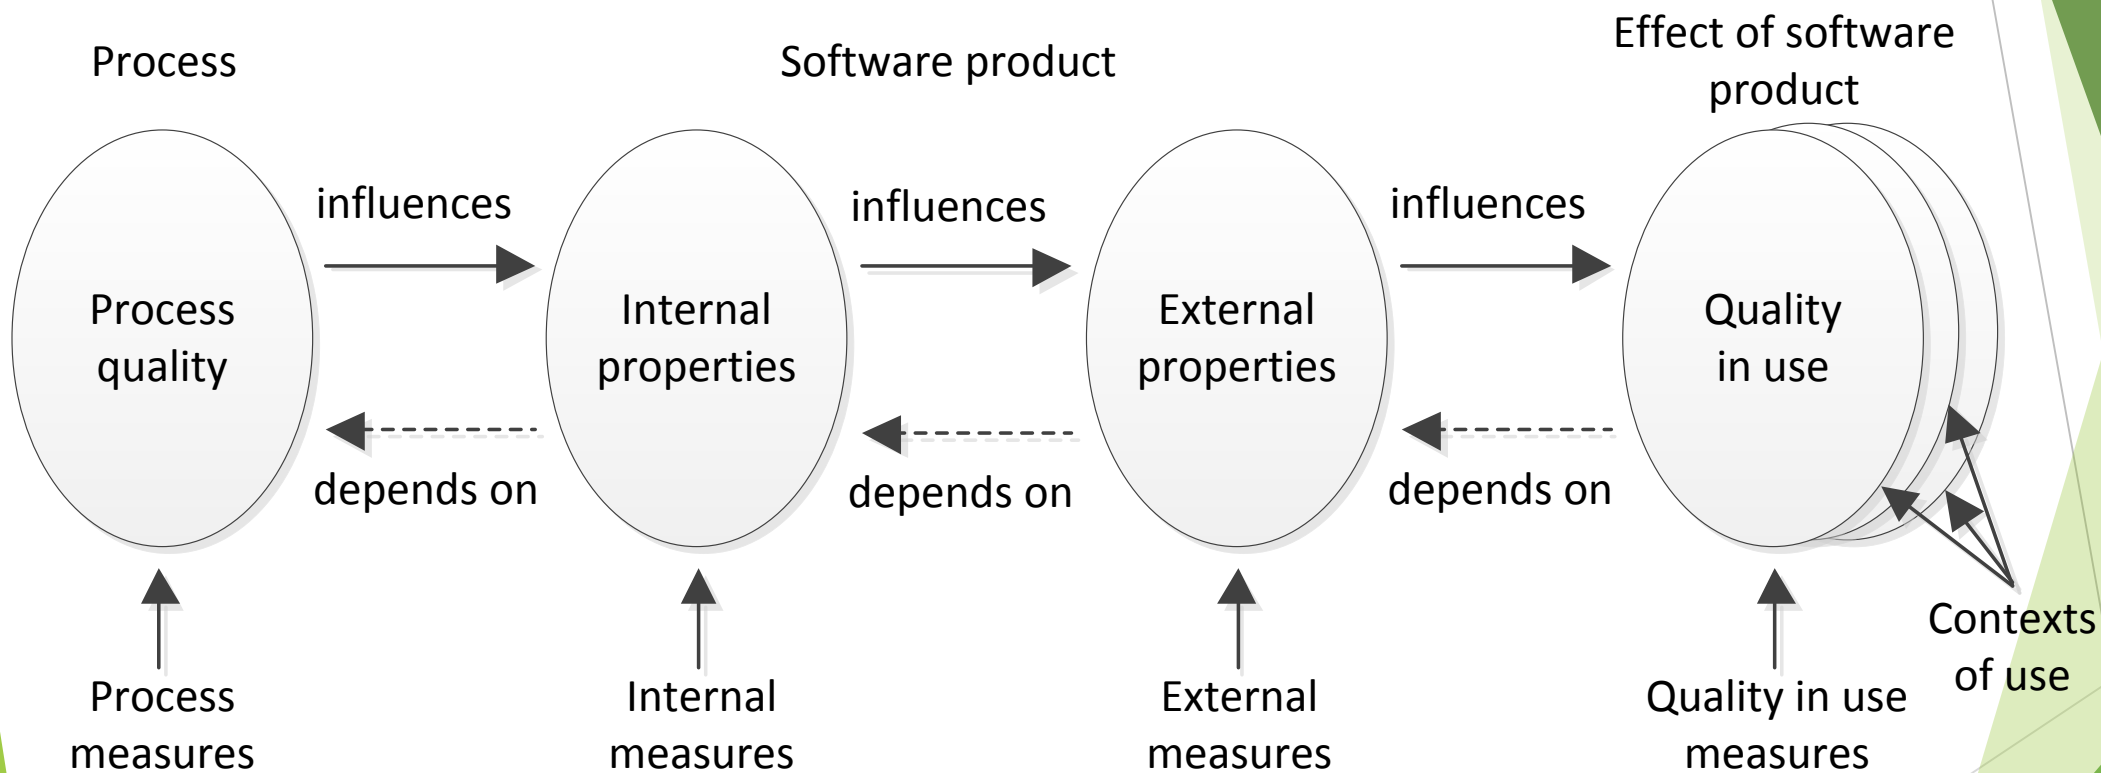 Process
Software product
Effect of software
product
influences
influences
influences
Process
quality
Internal
properties
External
properties
Quality
in use
depends on
depends on
depends on
Contexts
of use
Process
measures
Internal
measures
External
measures
Quality in use
measures